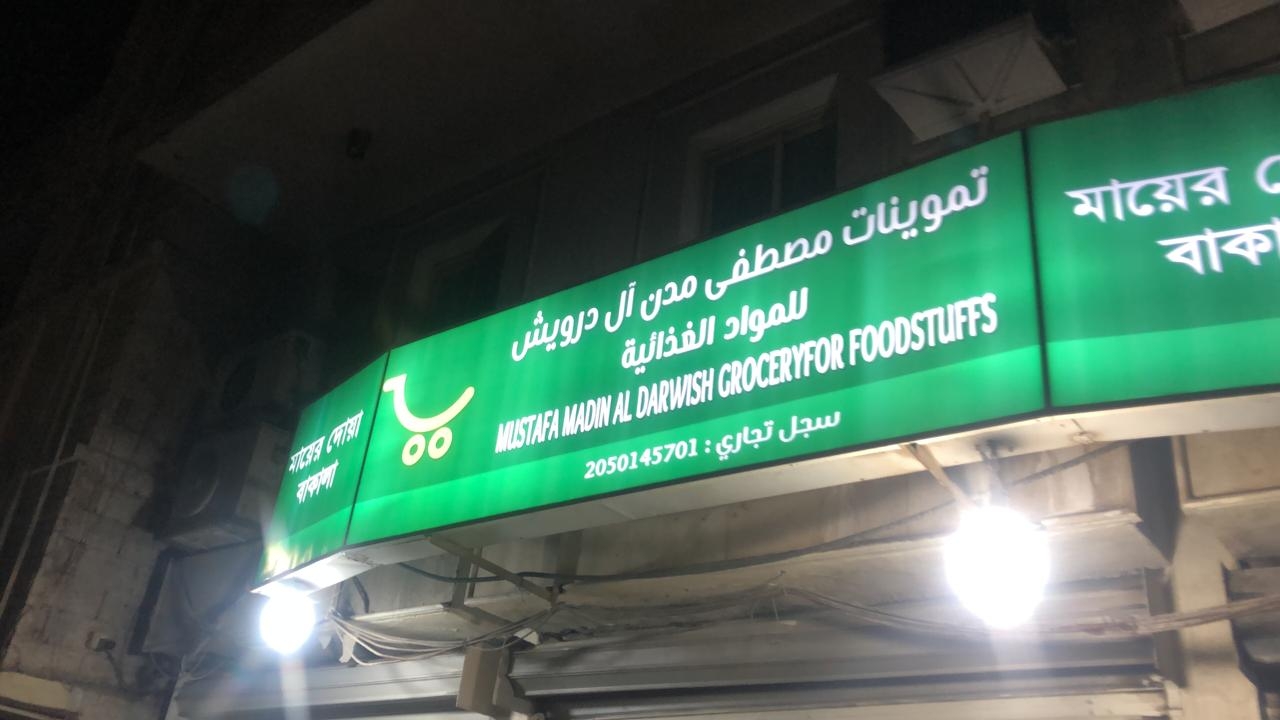 تموينات مصطفى مدن آل درويش
للمواد الغذائية
MUSTAFA MADIN AL DARWISH GROCERYFOR FOODSTUFFS
سجل تجاري : 2050145701
মায়ের দোয়া
বাকালা
মায়ের